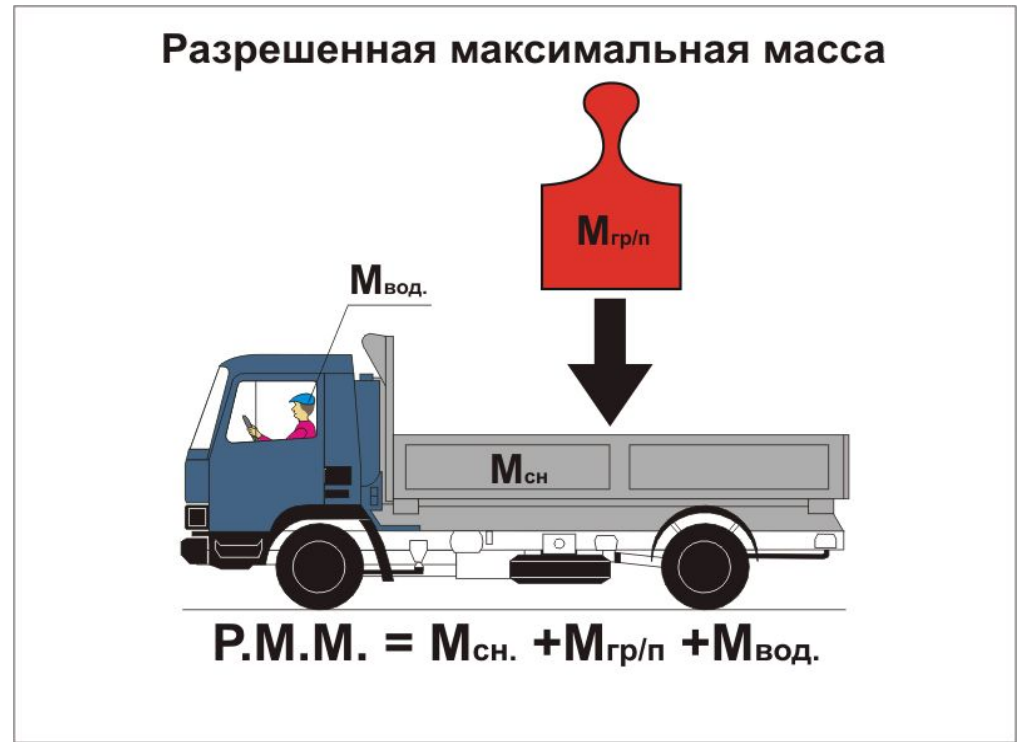 Разрешенная максимальная масса
Мгр/п
Мвод.
Мсн
Р.М.М. = Мсн. +Мгр/п +Мвод.